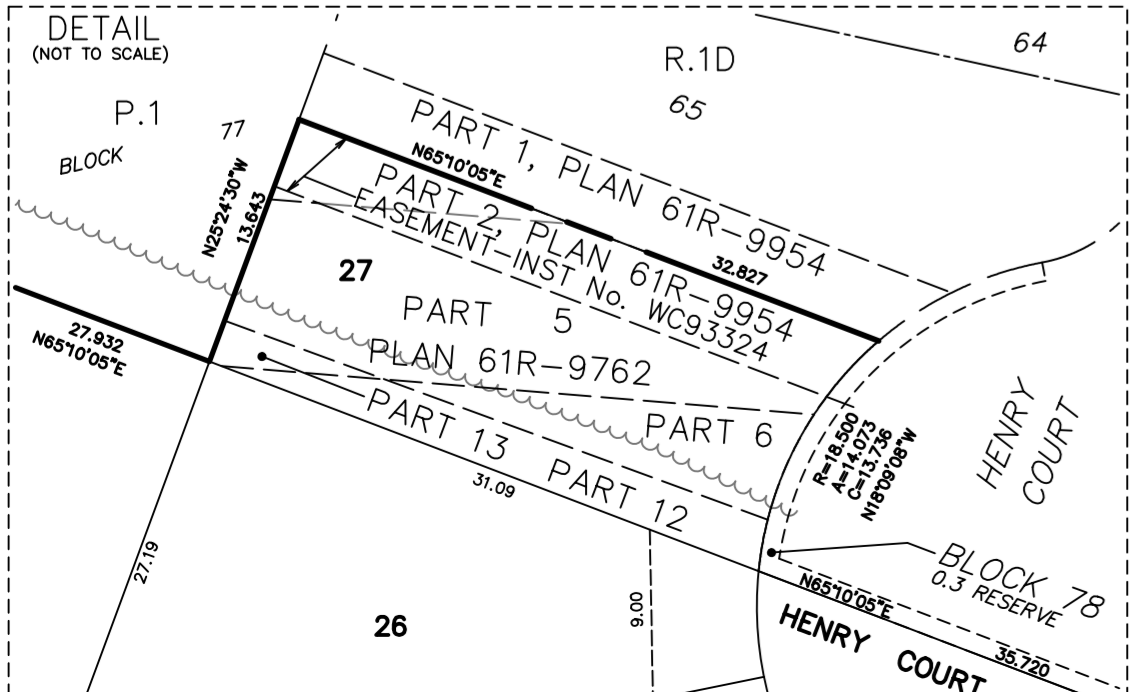 DETAIL
(NOT TO SCALE)
64
R.1D
65
P.1
77
BLOCK
PART 1, PLAN 61R-9954
N65°10'05"E
32.827
N25°24'30"W
13.643
PART 2, PLAN 61R-9954
EASEMENT-INST No. WC93324
27
PART 5
PLAN 61R-9762
27.932
N65°10'05"E
PART 6
PART 13 PART 12
31.09
R=18.500
A=14.073
C=13.736
N18°09'08"W
HENRY
COURT
BLOCK 78
0.3 RESERVE
27.19
26
9.00
N65°10'05"E
35.720
HENRY COURT